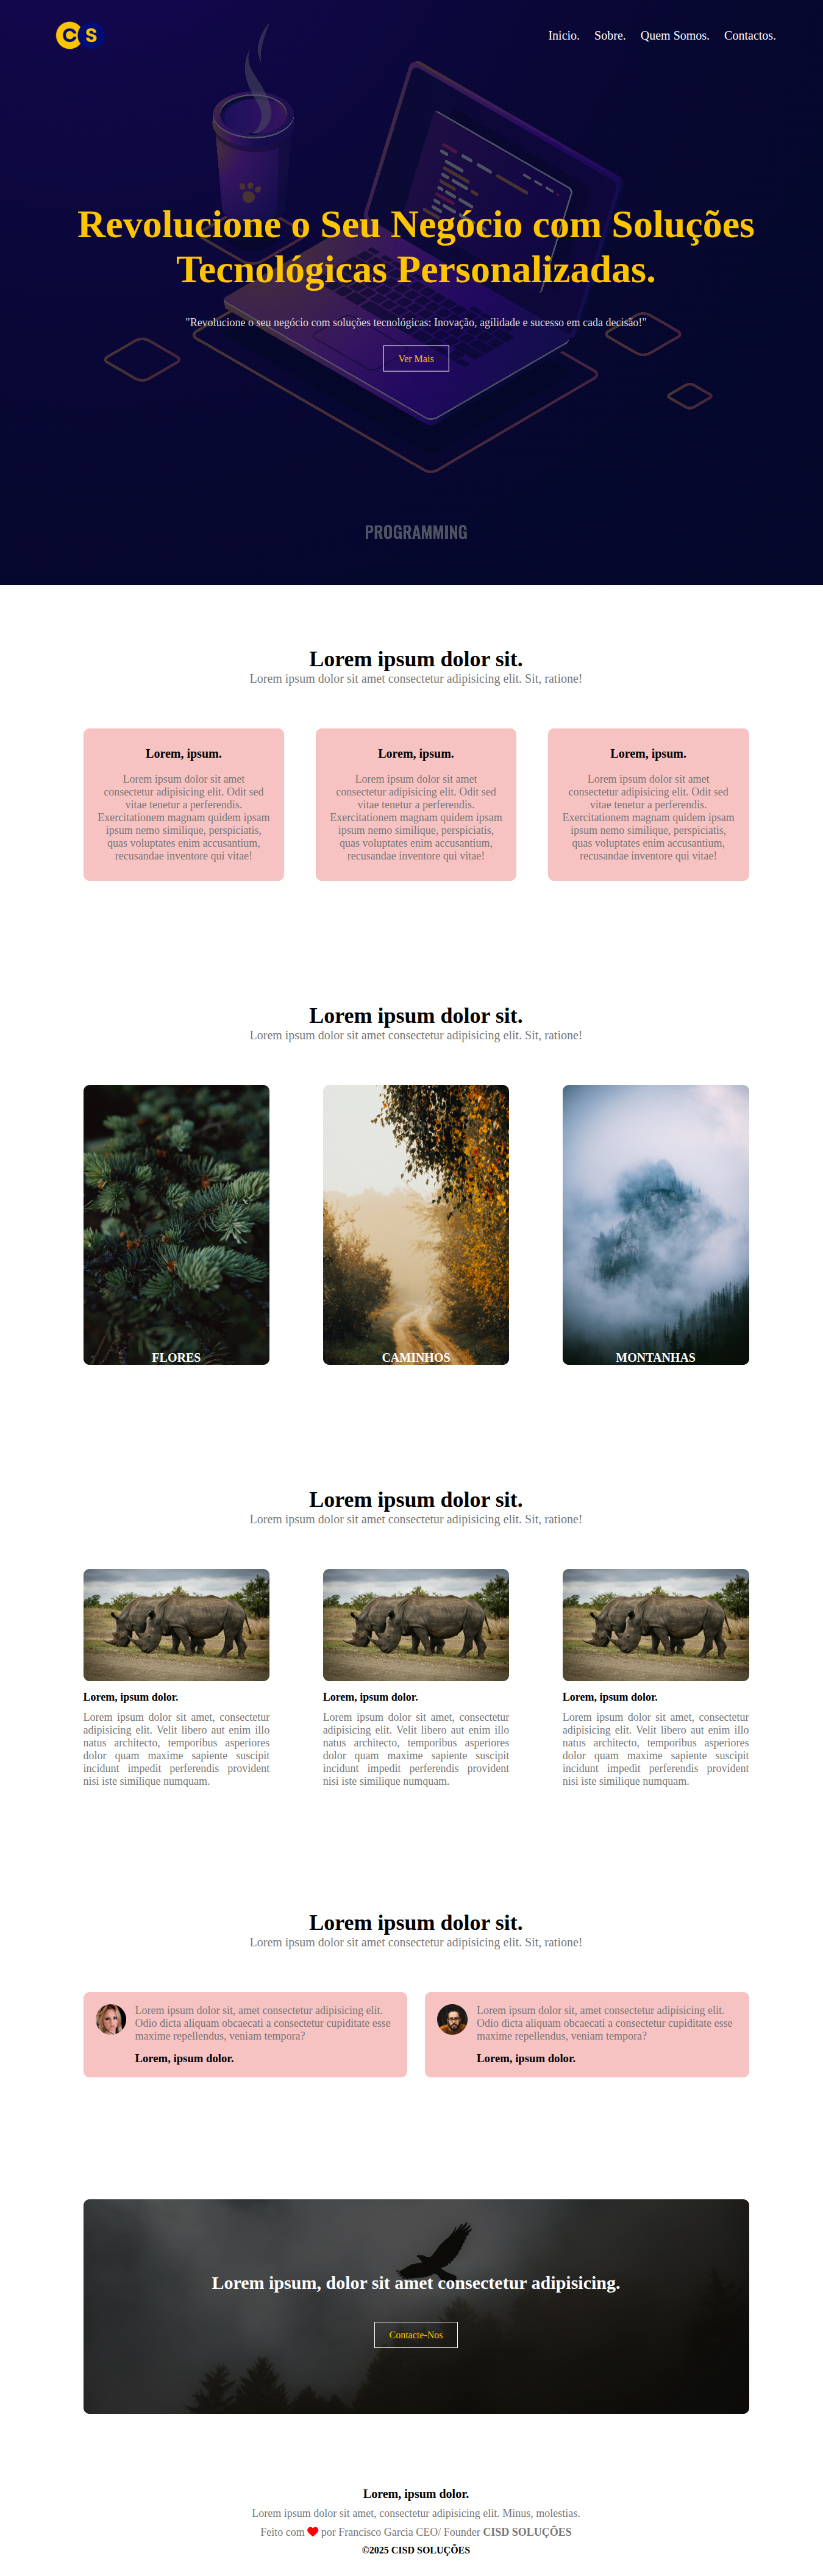 CS
Inicio. Sobre. Quem Somos. Contactos.
Revolucione o Seu Negócio com Soluções
Tecnológicas Personalizadas.
"Revolucione o seu negócio com soluções tecnológicas: Inovação, agilidade e sucesso em cada decisão!"
Ver Mais
PROGRAMMING
Lorem ipsum dolor sit.
Lorem ipsum dolor sit amet consectetur adipisicing elit. Sit, ratione!
Lorem, ipsum.
Lorem ipsum dolor sit amet
consectetur adipisicing elit. Odit sed
vitae tenetur a perferendis.
Exercitationem magnam quidem ipsam
ipsum nemo similique, perspiciatis,
quas voluptates enim accusantium,
recusandae inventore qui vitae!
Lorem, ipsum.
Lorem ipsum dolor sit amet
consectetur adipisicing elit. Odit sed
vitae tenetur a perferendis.
Exercitationem magnam quidem ipsam
ipsum nemo similique, perspiciatis,
quas voluptates enim accusantium,
recusandae inventore qui vitae!
Lorem, ipsum.
Lorem ipsum dolor sit amet
consectetur adipisicing elit. Odit sed
vitae tenetur a perferendis.
Exercitationem magnam quidem ipsam
ipsum nemo similique, perspiciatis,
quas voluptates enim accusantium,
recusandae inventore qui vitae!
Lorem ipsum dolor sit.
Lorem ipsum dolor sit amet consectetur adipisicing elit. Sit, ratione!
FLORES
CAMINHOS
MONTANHAS
Lorem ipsum dolor sit.
Lorem ipsum dolor sit amet consectetur adipisicing elit. Sit, ratione!
Lorem, ipsum dolor.
Lorem ipsum dolor sit amet, consectetur
adipisicing elit. Velit libero aut enim illo
natus architecto, temporibus asperiores
dolor quam maxime sapiente suscipit
incidunt impedit perferendis provident
nisi iste similique numquam.
Lorem, ipsum dolor.
Lorem ipsum dolor sit amet, consectetur
adipisicing elit. Velit libero aut enim illo
natus architecto, temporibus asperiores
dolor quam maxime sapiente suscipit
incidunt impedit perferendis provident
nisi iste similique numquam.
Lorem, ipsum dolor.
Lorem ipsum dolor sit amet, consectetur
adipisicing elit. Velit libero aut enim illo
natus architecto, temporibus asperiores
dolor quam maxime sapiente suscipit
incidunt impedit perferendis provident
nisi iste similique numquam.
Lorem ipsum dolor sit.
Lorem ipsum dolor sit amet consectetur adipisicing elit. Sit, ratione!
Lorem ipsum dolor sit, amet consectetur adipisicing elit.
Odio dicta aliquam obcaecati a consectetur cupiditate esse
maxime repellendus, veniam tempora?
Lorem, ipsum dolor.
Lorem ipsum dolor sit, amet consectetur adipisicing elit.
Odio dicta aliquam obcaecati a consectetur cupiditate esse
maxime repellendus, veniam tempora?
Lorem, ipsum dolor.
Lorem ipsum, dolor sit amet consectetur adipisicing.
Contacte-Nos
Lorem, ipsum dolor.
Lorem ipsum dolor sit amet, consectetur adipisicing elit. Minus, molestias.
Feito com ❤ por Francisco Garcia CEO/ Founder CISD SOLUÇÕES
©2025 CISD SOLUÇÕES